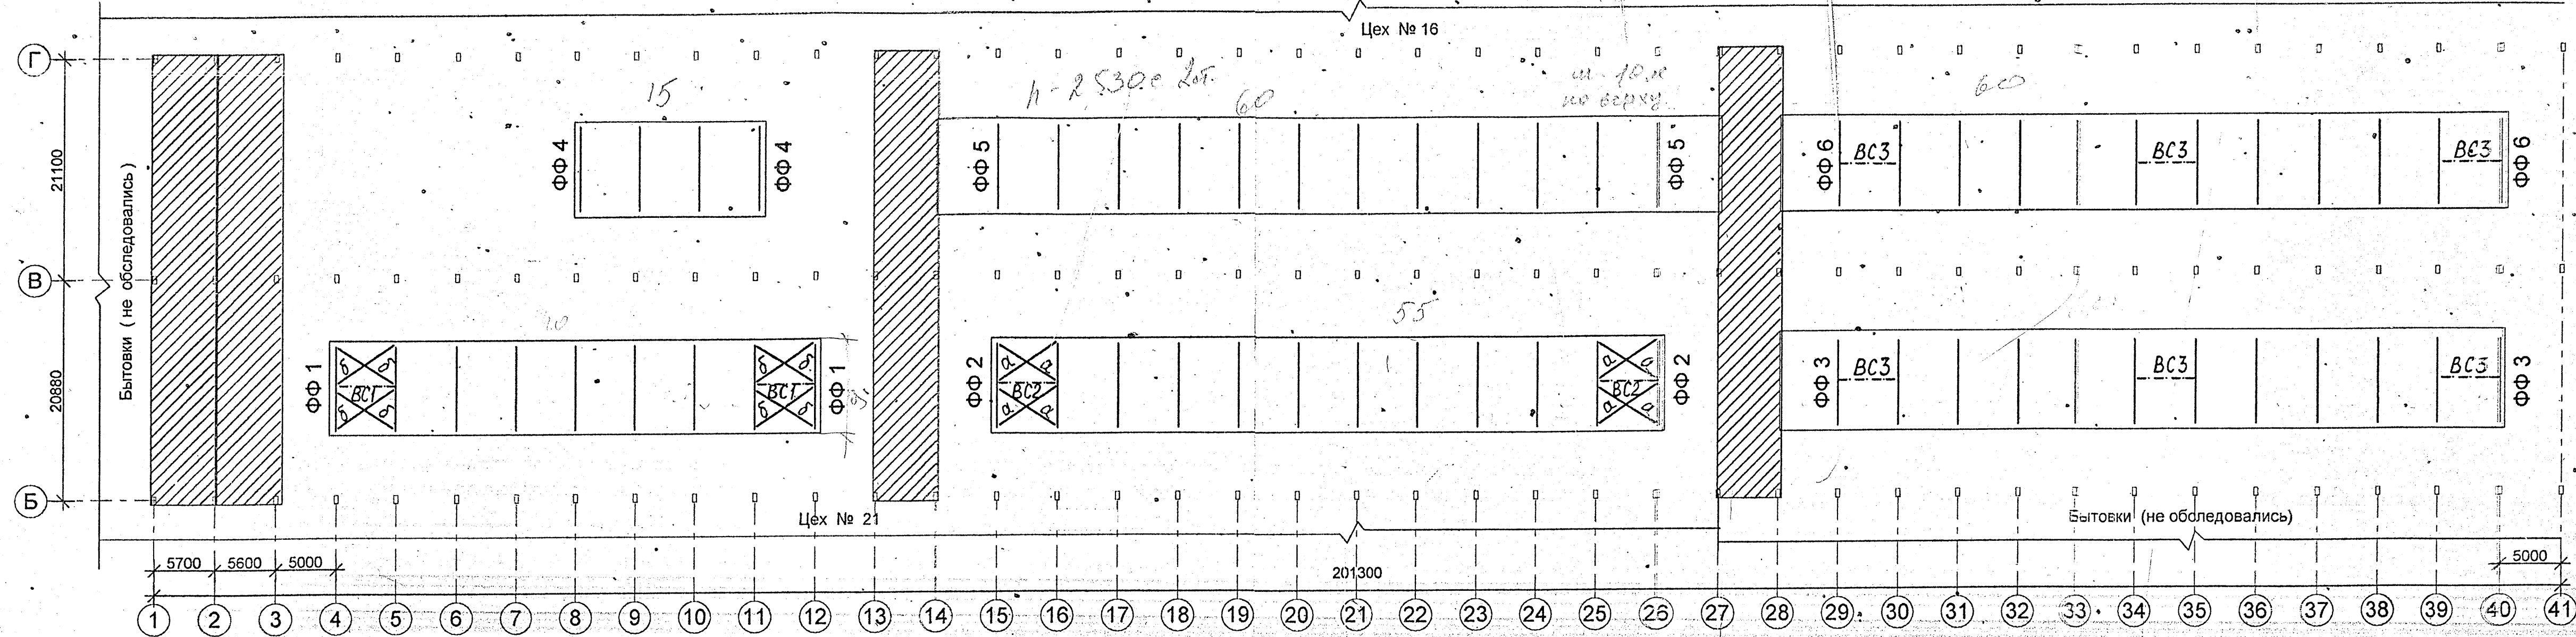 Цех № 16
Г
21100
В
20880
Б
Бытовки ( не обследовались)
15
60
60
ФФ 4
ФФ 4
ФФ 5
ФФ 5
ФФ 6
ВС3
ВС3
ВС3
ФФ 6
55
ФФ 1
б б
ВС1
б б
б б
ВС1
б б
ФФ 1
ФФ 2
а а
ВС2
а а
а а
ВС2
а а
ФФ 2
ФФ 3
ВС3
ВС3
ВС3
ФФ 3
Цех № 21
Бытовки (не обследовались)
5700 5600 5000 201300 5000
1 2 3 4 5 6 7 8 9 10 11 12 13 14 15 16 17 18 19 20 21 22 23 24 25 26 27 28 29 30 31 32 33 34 35 36 37 38 39 40 41